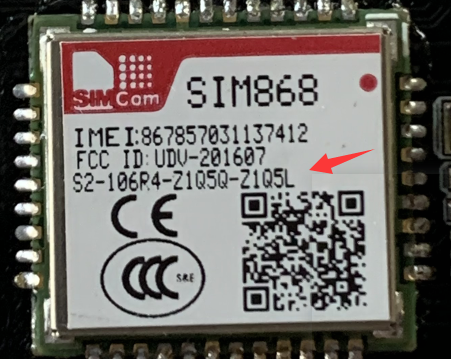 SIMCom
SIM868
IMEI:867857031137412
FCC ID:UDV-201607
S2-106R4-Z1Q5Q-Z1Q5L
CE
CCC S&E